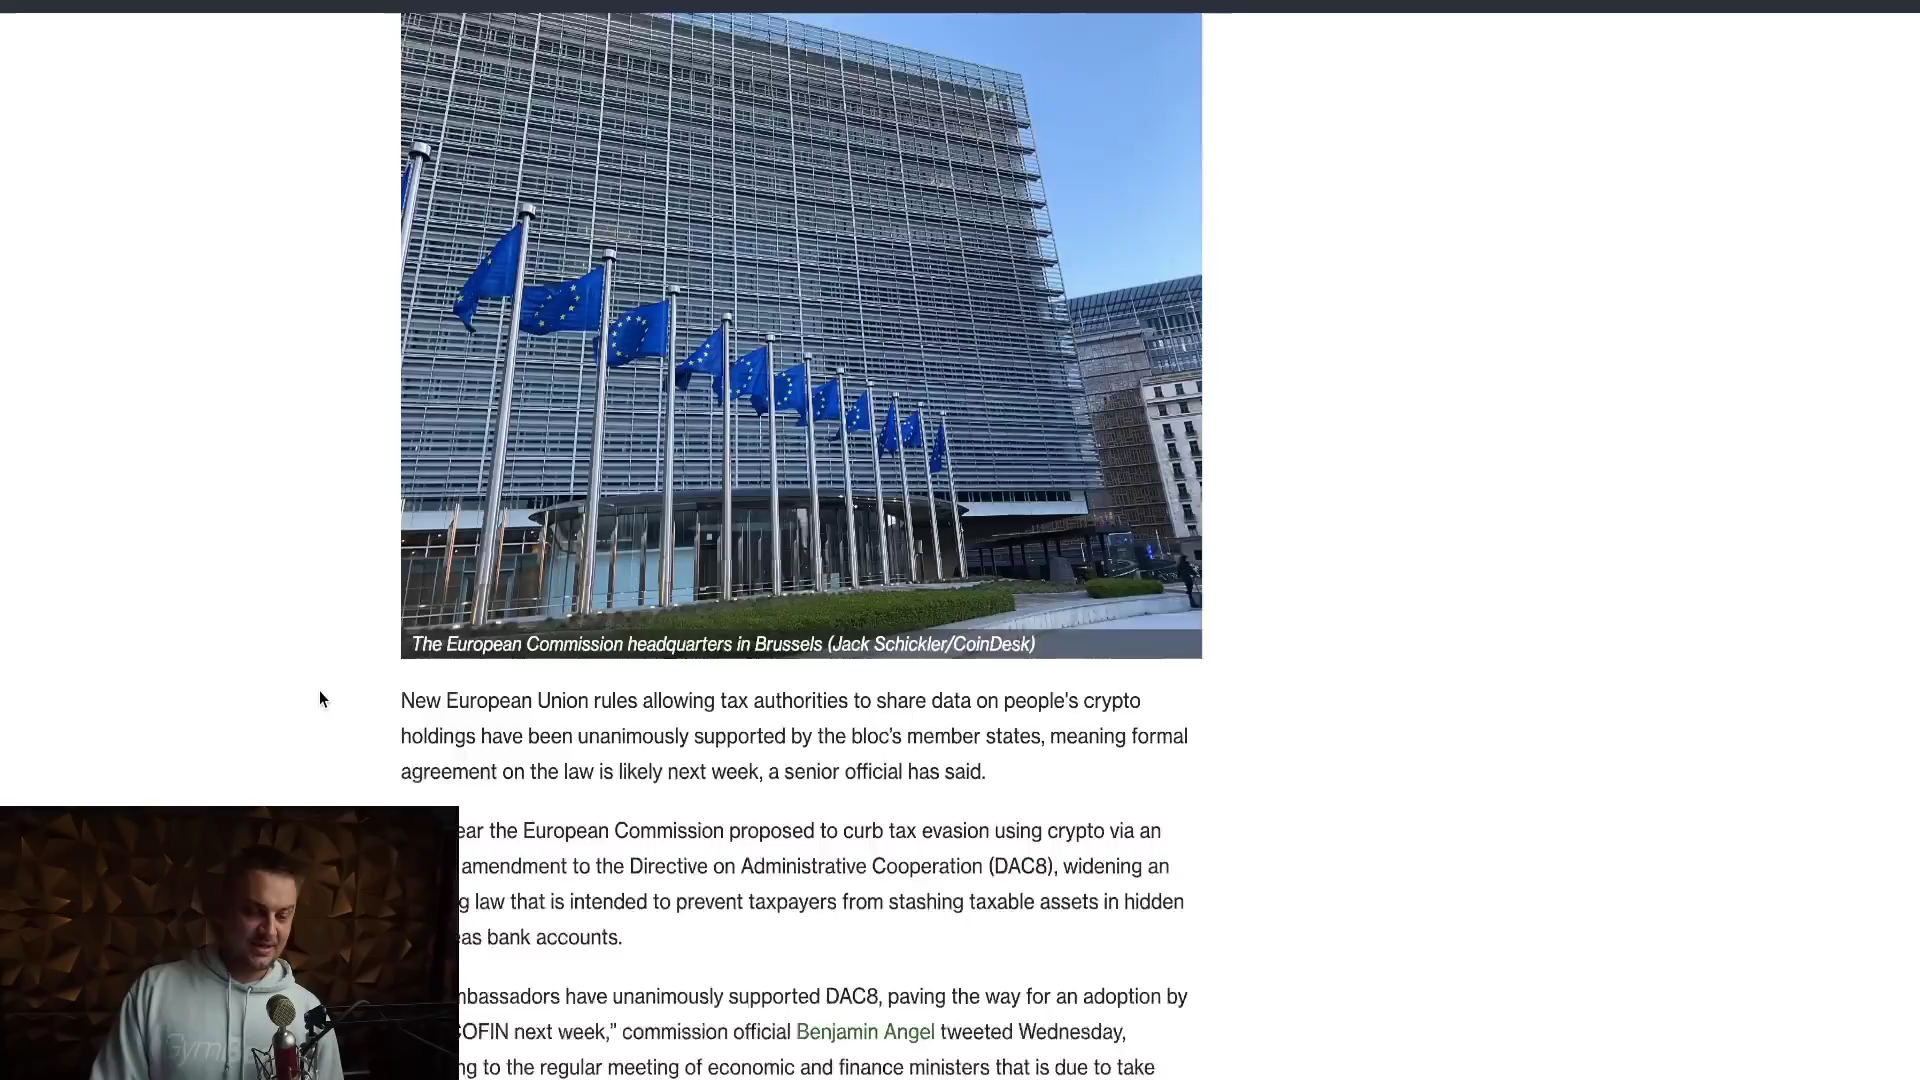 The European Commission headquarters in Brussels (Jack Schickler/CoinDesk)
New European Union rules allowing tax authorities to share data on people's crypto
holdings have been unanimously supported by the bloc’s member states, meaning formal
agreement on the law is likely next week, a senior official has said.
the European Commission proposed to curb tax evasion using crypto via an
amendment to the Directive on Administrative Cooperation (DAC8), widening an
law that is intended to prevent taxpayers from stashing taxable assets in hidden
bank accounts.
have unanimously supported DAC8, paving the way for an adoption by
next week,” commission official Benjamin Angel tweeted Wednesday,
to the regular meeting of economic and finance ministers that is due to take